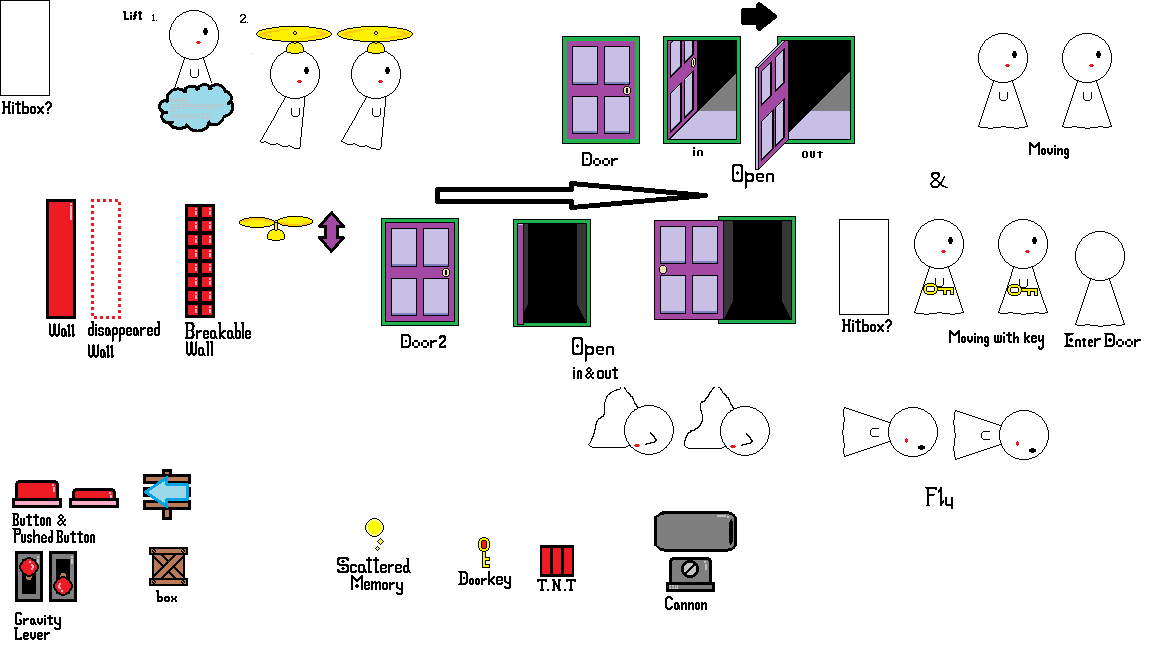 Lift 1. 2.
Hitbox?
Door
in
out
Open
Moving
&
Wall
disappeared
Wall
Breakable
Wall
Door2
Open
in & out
Hitbox?
Moving with key
Enter Door
Fly
Button &
Pushed Button
Scattered
Memory
Doorkey
T.N.T
Cannon
box
Gravity
Lever